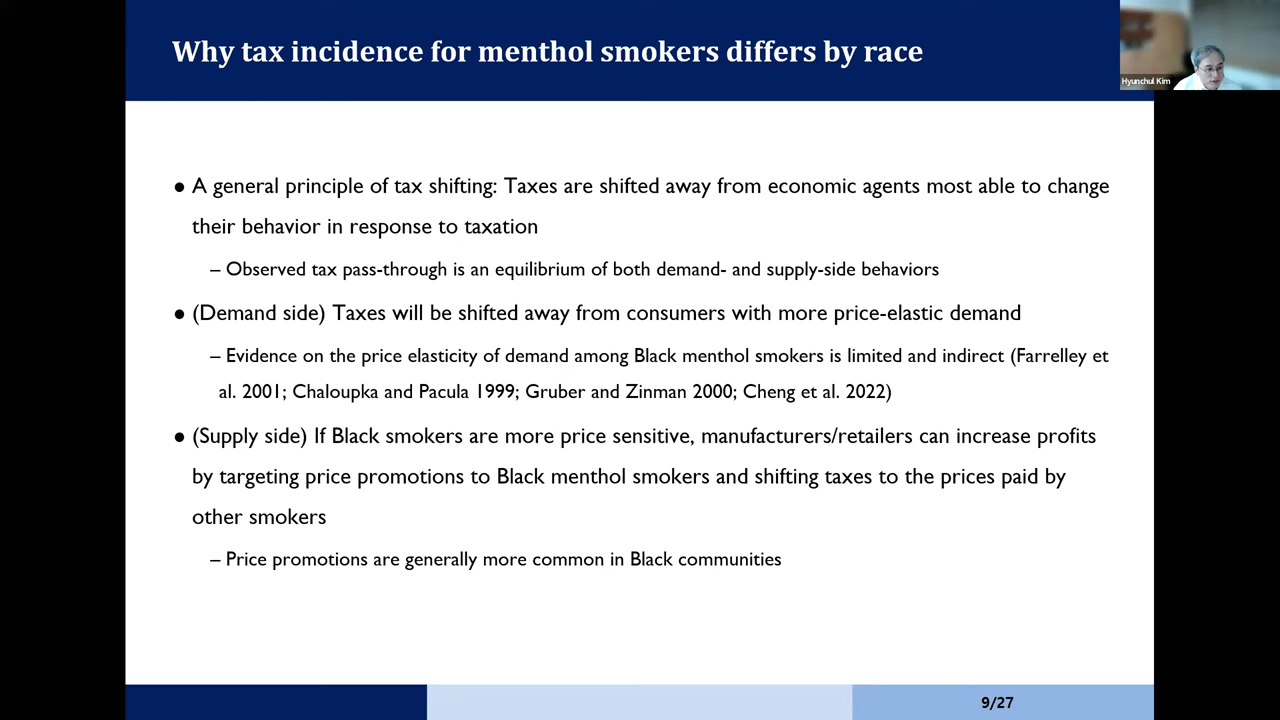 Why tax incidence for menthol smokers differs by race
Hyunchul Kim
● A general principle of tax shifting: Taxes are shifted away from economic agents most able to change
their behavior in response to taxation
– Observed tax pass-through is an equilibrium of both demand- and supply-side behaviors
● (Demand side) Taxes will be shifted away from consumers with more price-elastic demand
– Evidence on the price elasticity of demand among Black menthol smokers is limited and indirect (Farrelley et
al. 2001; Chaloupka and Pacula 1999; Gruber and Zinman 2000; Cheng et al. 2022)
● (Supply side) If Black smokers are more price sensitive, manufacturers/retailers can increase profits
by targeting price promotions to Black menthol smokers and shifting taxes to the prices paid by
other smokers
– Price promotions are generally more common in Black communities
9/27